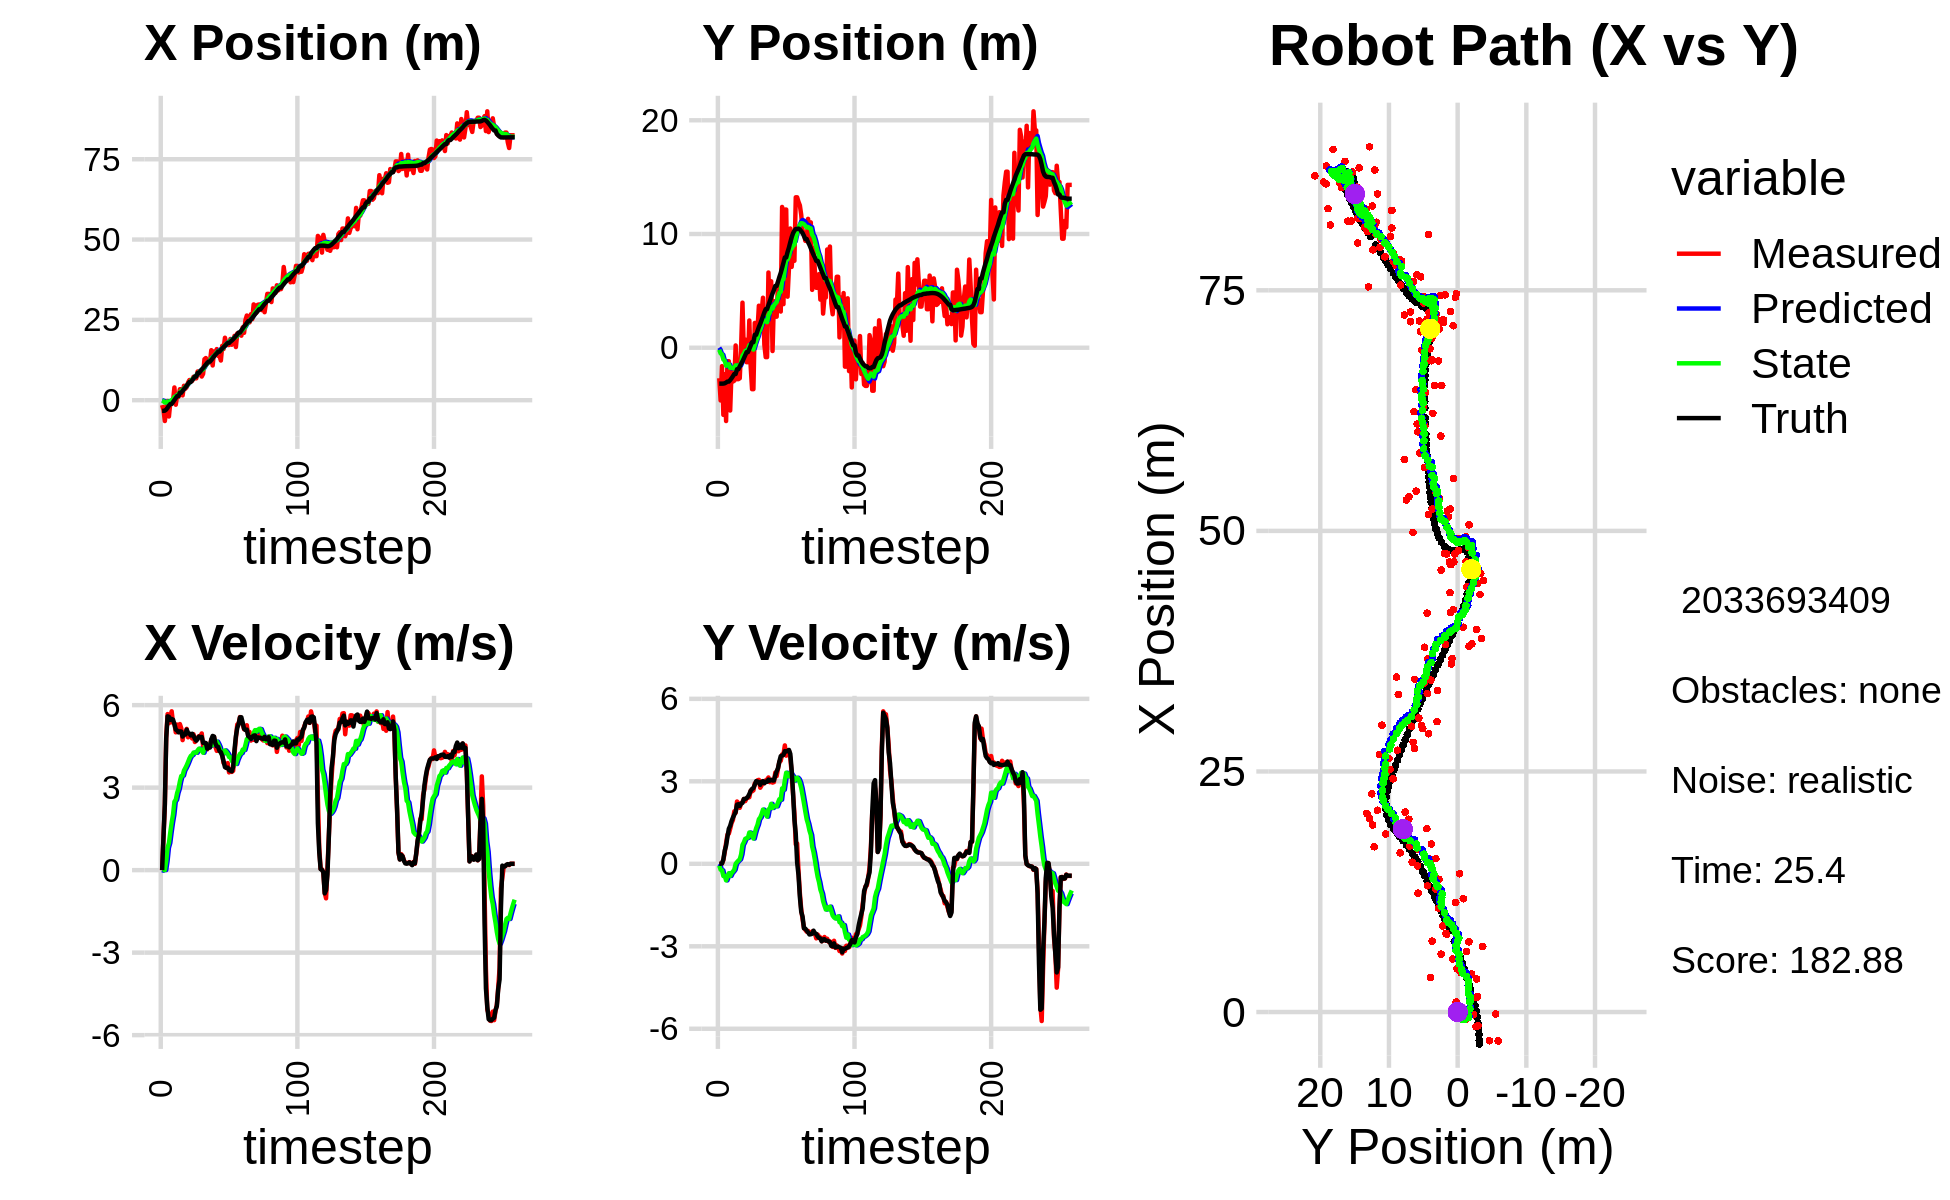 X Position (m)
75
50
25
0
0
100
200
timestep
Y Position (m)
20
10
0
0
100
200
timestep
X Velocity (m/s)
6
3
0
-3
-6
0
100
200
timestep
Y Velocity (m/s)
6
3
0
-3
-6
0
100
200
timestep
Robot Path (X vs Y)
X Position (m)
75
50
25
0
20 10 0 -10 -20
Y Position (m)
variable
Measured
Predicted
State
Truth
2033693409
Obstacles: none
Noise: realistic
Time: 25.4
Score: 182.88